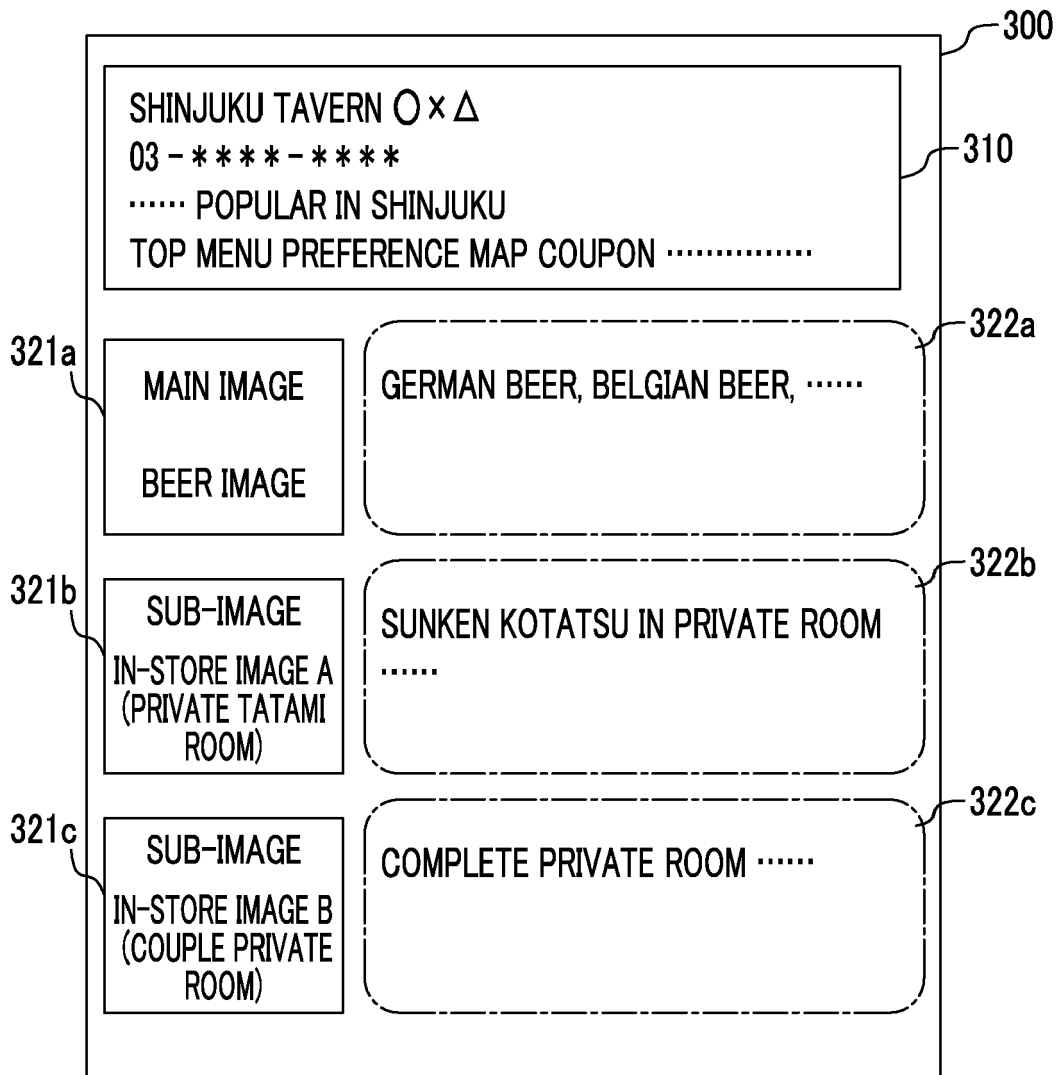 300
SHINJUKU TAVERN ○×△
03-****-****
...... POPULAR IN SHINJUKU
TOP MENU PREFERENCE MAP COUPON ...............
310
321a
MAIN IMAGE
BEER IMAGE
322a
GERMAN BEER, BELGIAN BEER, ......
321b
SUB-IMAGE
IN-STORE IMAGE A
(PRIVATE TATAMI
ROOM)
322b
SUNKEN KOTATSU IN PRIVATE ROOM
......
321c
SUB-IMAGE
IN-STORE IMAGE B
(COUPLE PRIVATE
ROOM)
322c
COMPLETE PRIVATE ROOM ......